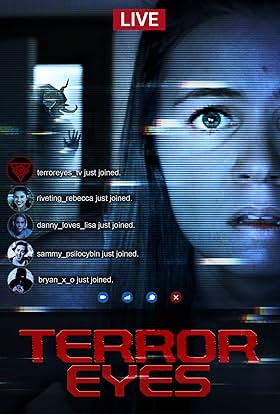 LIVE
terroreyes_tv just joined.
riveting_rebecca just joined.
danny_loves_lisa just joined.
sammy_psilocybin just joined.
bryan_x_o just joined.
TERROR
EYES